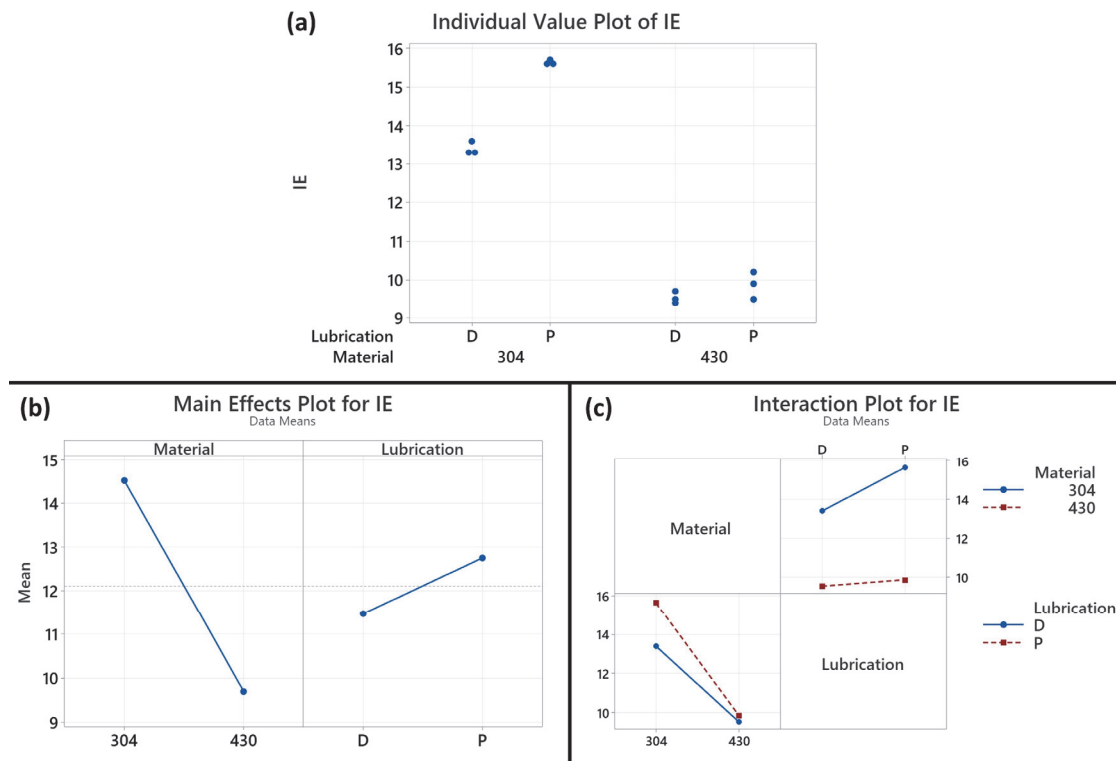 (a)
Individual Value Plot of IE
16
15
14
13
12
11
10
9
IE
Lubrication D P D P
Material 304 430
(b)
Main Effects Plot for IE
Data Means
Material Lubrication
15
14
13
12
11
10
9
Mean
304 430 D P
(c)
Interaction Plot for IE
Data Means
D P
16
14
12
10
Material
Material
304
430
16
14
12
10
Lubrication
Lubrication
D
P
304 430